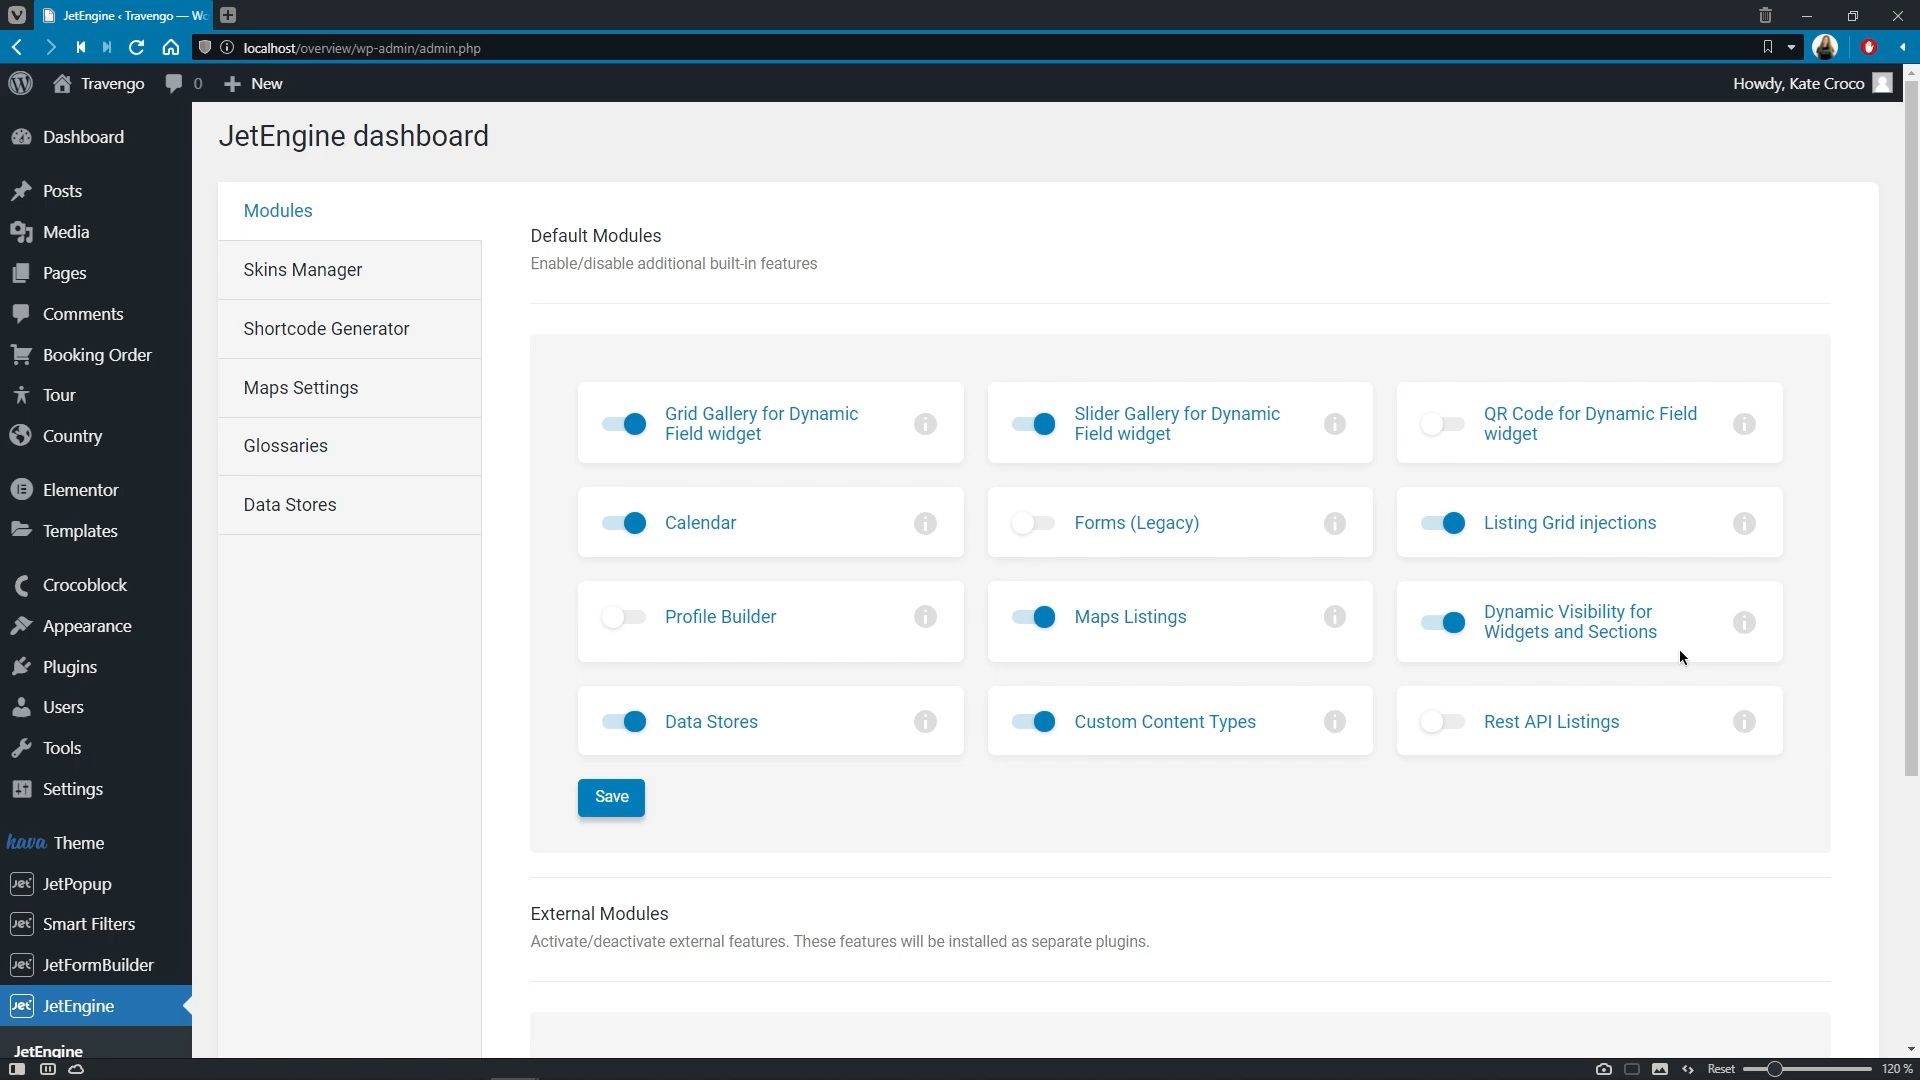 JetEngine ‹ Travengo — Wo
localhost/overview/wp-admin/admin.php
Travengo
0
New
Howdy, Kate Croco
Dashboard
Posts
Media
Pages
Comments
Booking Order
Tour
Country
Elementor
Templates
Crocoblock
Appearance
Plugins
Users
Tools
Settings
kava Theme
Jet JetPopup
Jet Smart Filters
Jet JetFormBuilder
Jet JetEngine
JetEngine
JetEngine dashboard
Modules
Skins Manager
Shortcode Generator
Maps Settings
Glossaries
Data Stores
Default Modules
Enable/disable additional built-in features
Grid Gallery for Dynamic
Field widget
Slider Gallery for Dynamic
Field widget
QR Code for Dynamic Field
widget
Calendar
Forms (Legacy)
Listing Grid injections
Profile Builder
Maps Listings
Dynamic Visibility for
Widgets and Sections
Data Stores
Custom Content Types
Rest API Listings
Save
External Modules
Activate/deactivate external features. These features will be installed as separate plugins.
Reset
120 %